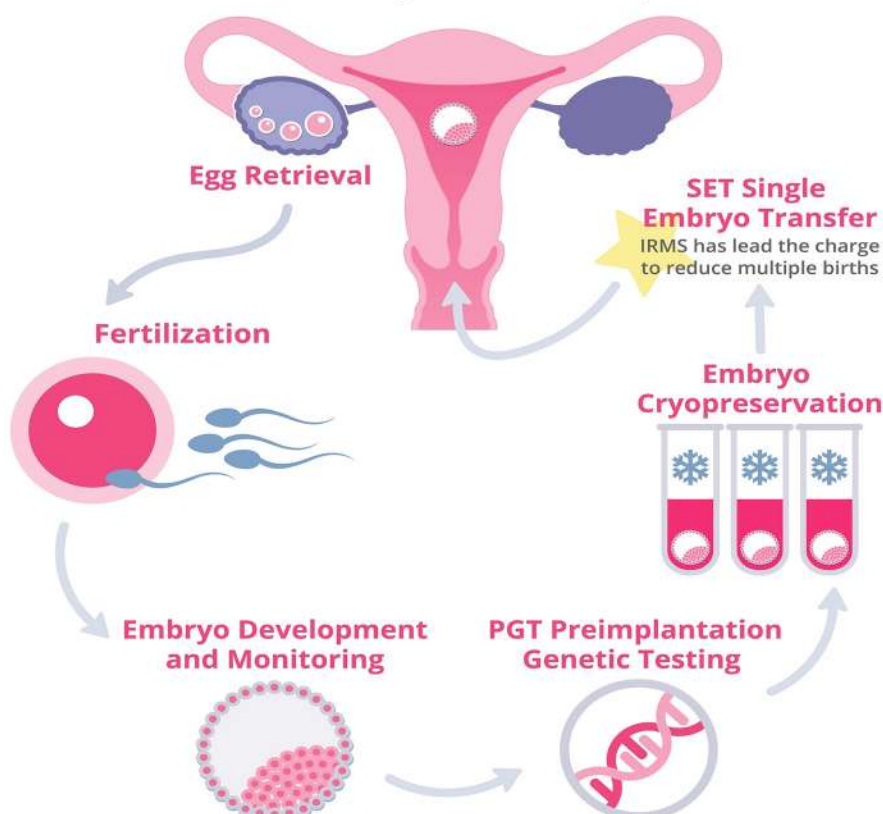 Egg Retrieval
Fertilization
Embryo Development
and Monitoring
PGT Preimplantation
Genetic Testing
Embryo
Cryopreservation
SET Single
Embryo Transfer
IRMS has lead the charge
to reduce multiple births